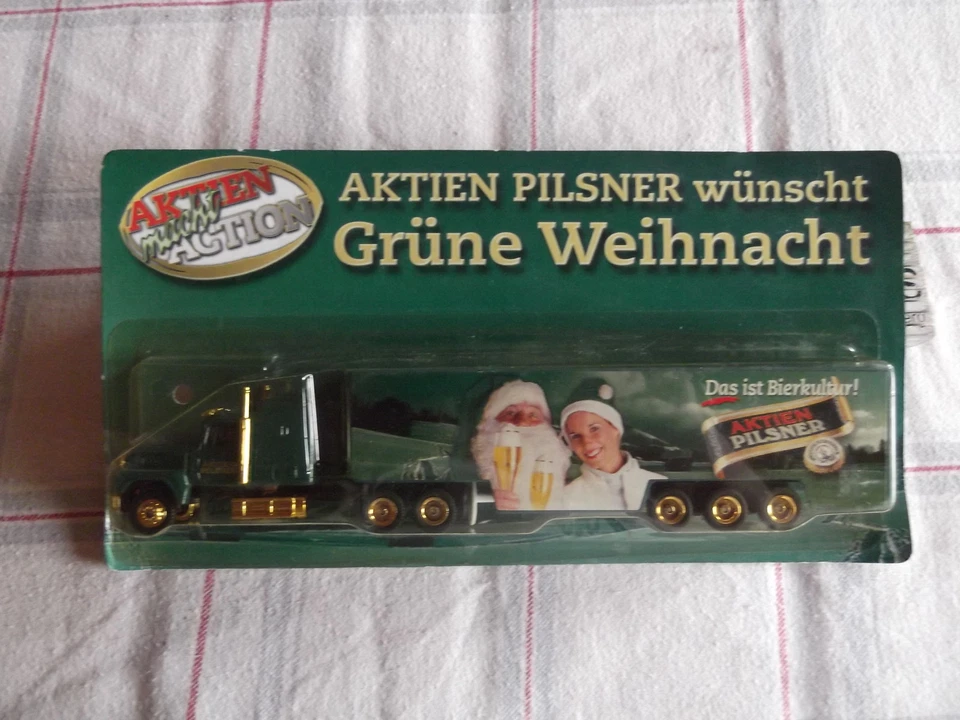 AKTIEN
macht
ACTION
AKTIEN PILSNER wünscht
Grüne Weihnacht
Das ist Bierkultur!
AKTIEN
PILSNER